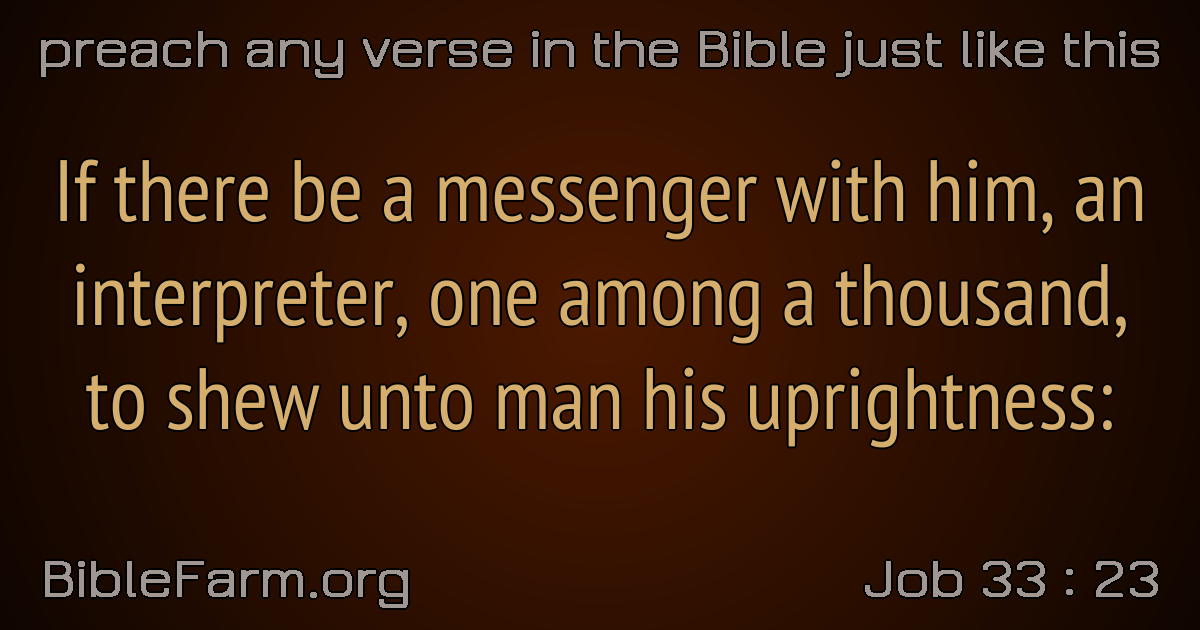 preach any verse in the Bible just like this
If there be a messenger with him, an
interpreter, one among a thousand,
to shew unto man his uprightness:
BibleFarm.org
Job 33 : 23